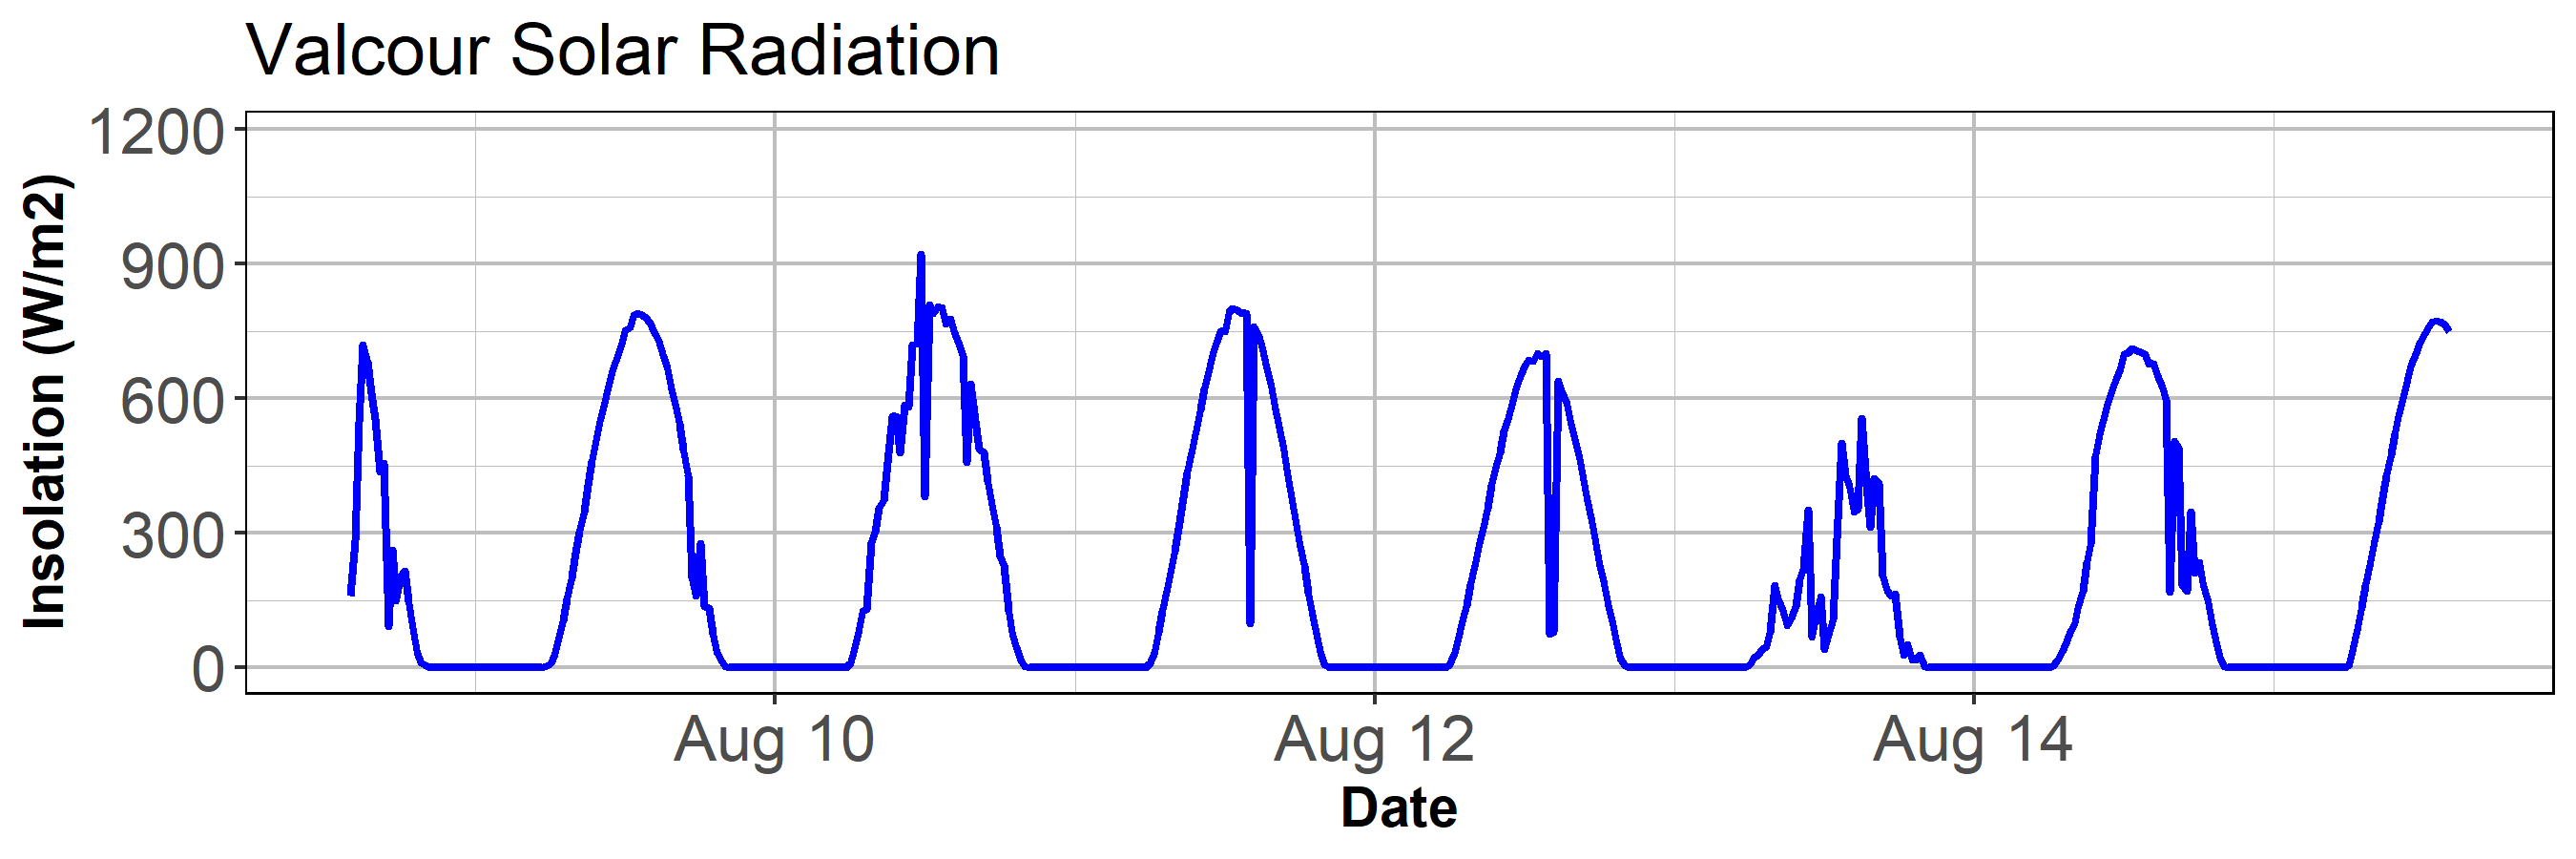 Valcour Solar Radiation
Insolation (W/m2)
1200
900
600
300
0
Aug 10
Aug 12
Aug 14
Date